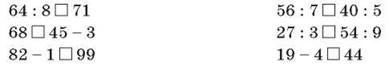 64 : 8 □ 71
68 □ 45 – 3
82 – 1 □ 99
56 : 7 □ 40 : 5
27 : 3 □ 54 : 9
19 – 4 □ 44